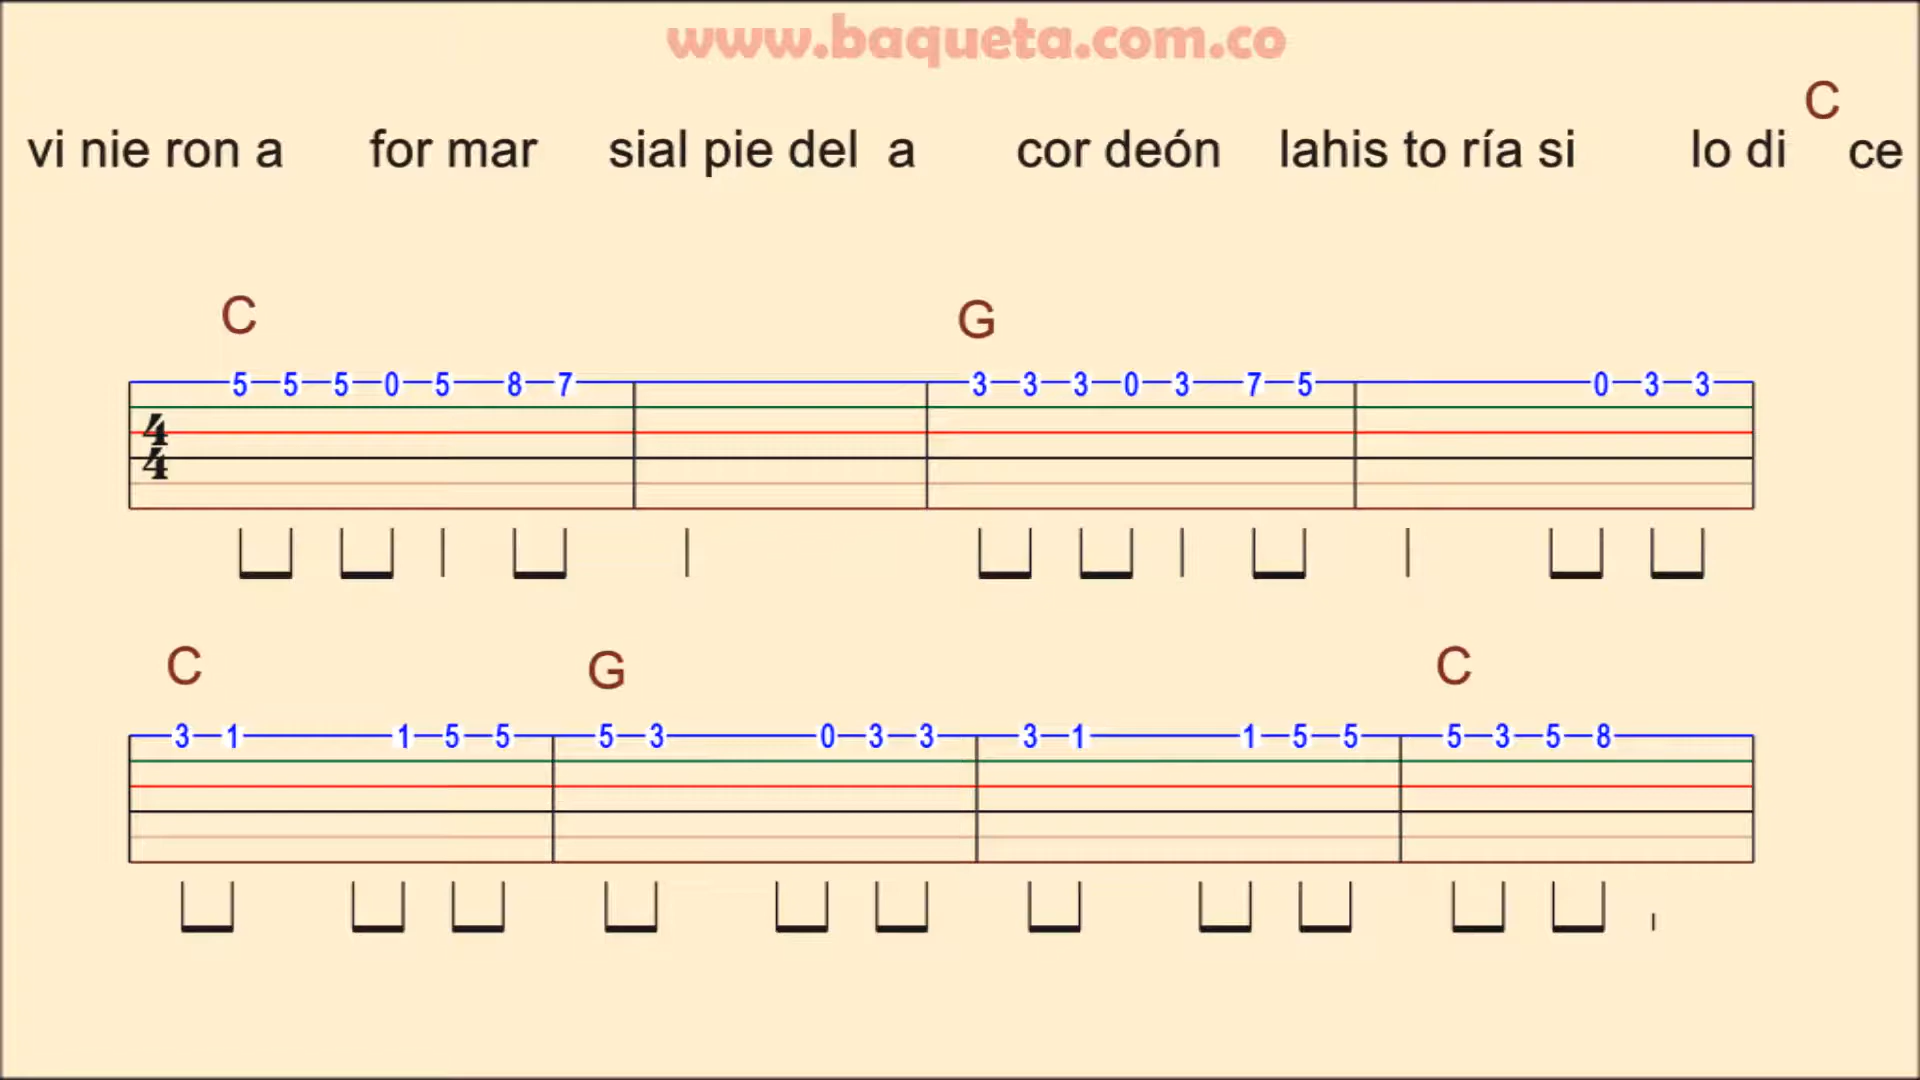 www.baqueta.com.co
C
vi nie ron a for mar sial pie del a cor deón lahis to ría si lo di ce
C G
5 5 5 0 5 8 7 3 3 3 0 3 7 5 0 3 3
4
4
C G C
3 1 1 5 5 5 3 0 3 3 3 1 1 5 5 5 3 5 8